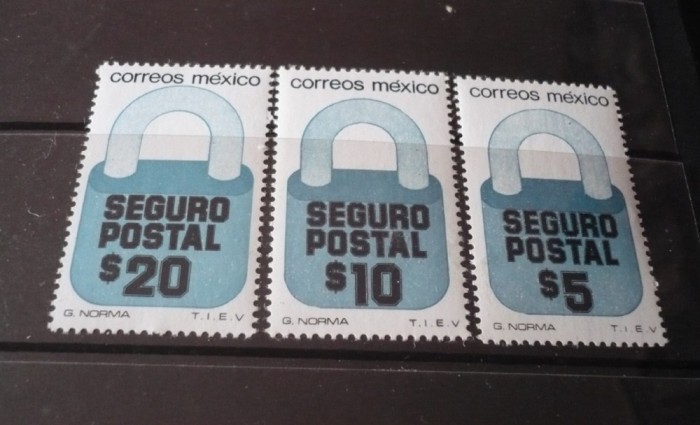 correos méxico
SEGURO
POSTAL
$20
G. NORMA T. I. E. V
correos méxico
SEGURO
POSTAL
$10
G. NORMA T. I. E. V
correos méxico
SEGURO
POSTAL
$5
G. NORMA T. I. E. V